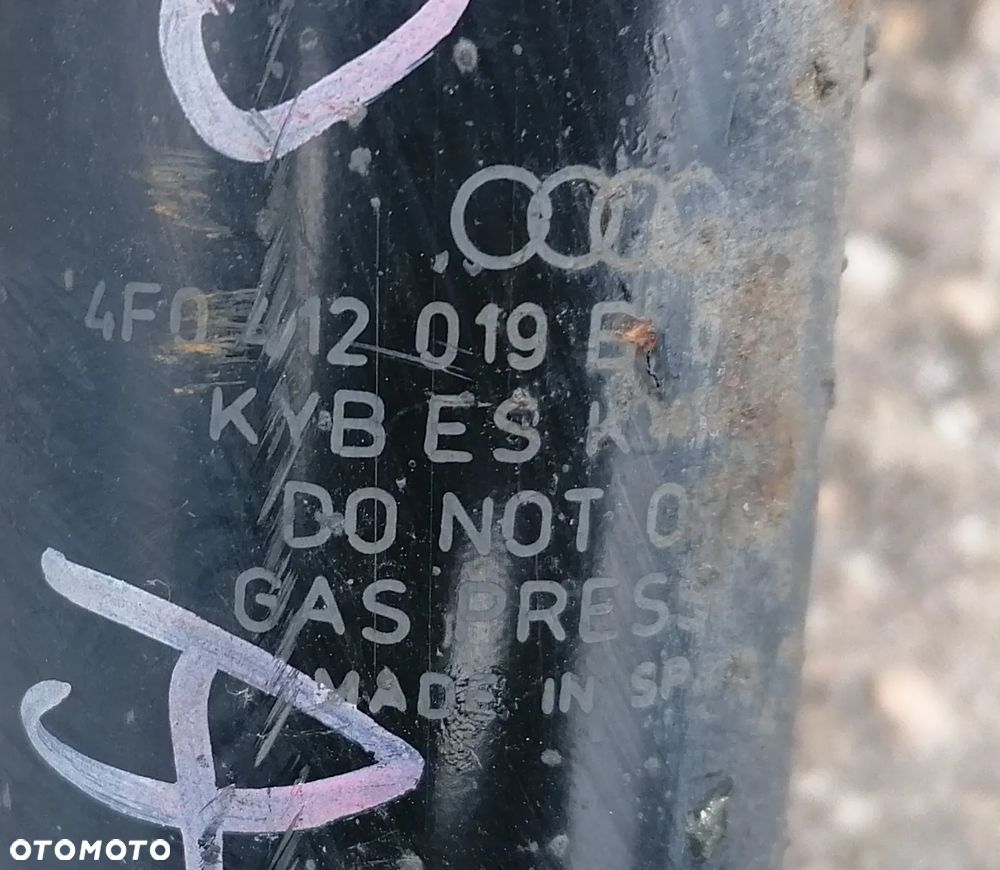 4F0 412 019
KYB ES
DO NOT
GAS PRESS
MADE IN
OTOMOTO